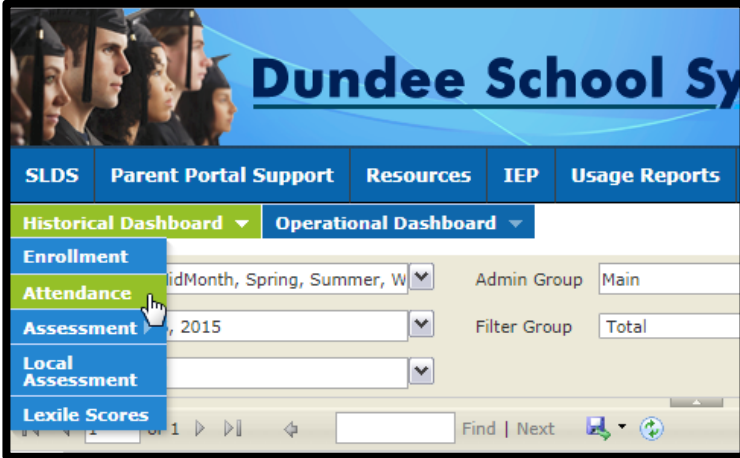 Dundee School Sy
SLDS Parent Portal Support Resources IEP Usage Reports
Historical Dashboard Operational Dashboard
Enrollment
idMonth, Spring, Summer, W Admin Group Main
Attendance
Assessment , 2015 Filter Group Total
Local
Assessment
Lexile Scores
1 of 1 Find | Next